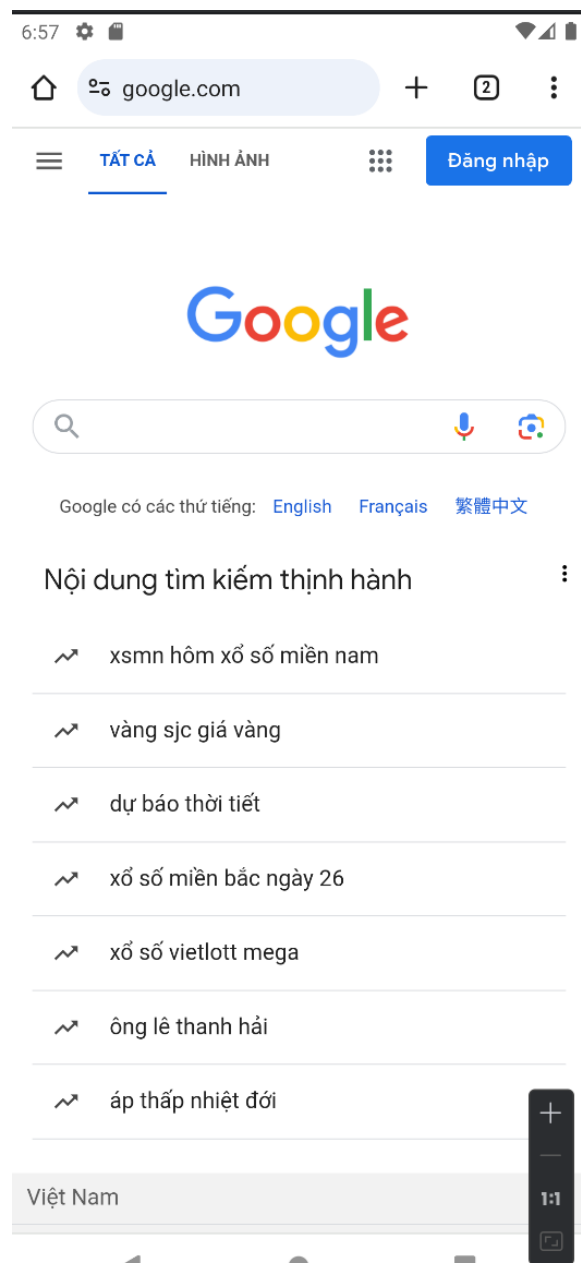 6:57
google.com
2
TẤT CẢ HÌNH ẢNH Đăng nhập
Google
Google có các thứ tiếng: English Français 繁體中文
Nội dung tìm kiếm thịnh hành
xsmn hôm xổ số miền nam
vàng sjc giá vàng
dự báo thời tiết
xổ số miền bắc ngày 26
xổ số vietlott mega
ông lê thanh hải
áp thấp nhiệt đới
Việt Nam
1:1